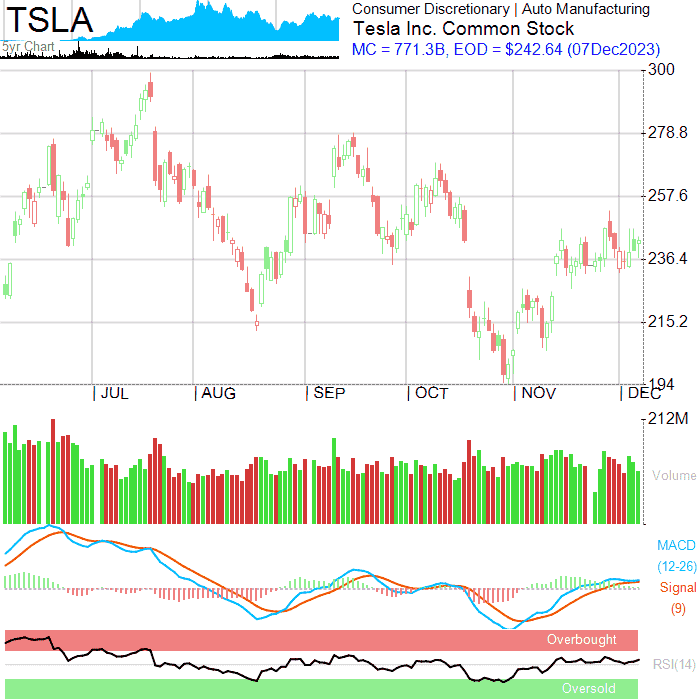 TSLA
5yr Chart
Consumer Discretionary | Auto Manufacturing
Tesla Inc. Common Stock
MC = 771.3B, EOD = $242.64 (07Dec2023)
300
278.8
257.6
236.4
215.2
194
| JUL | AUG | SEP | OCT | NOV | DEC
212M
Volume
MACD
(12-26)
Signal
(9)
Overbought
RSI(14)
Oversold